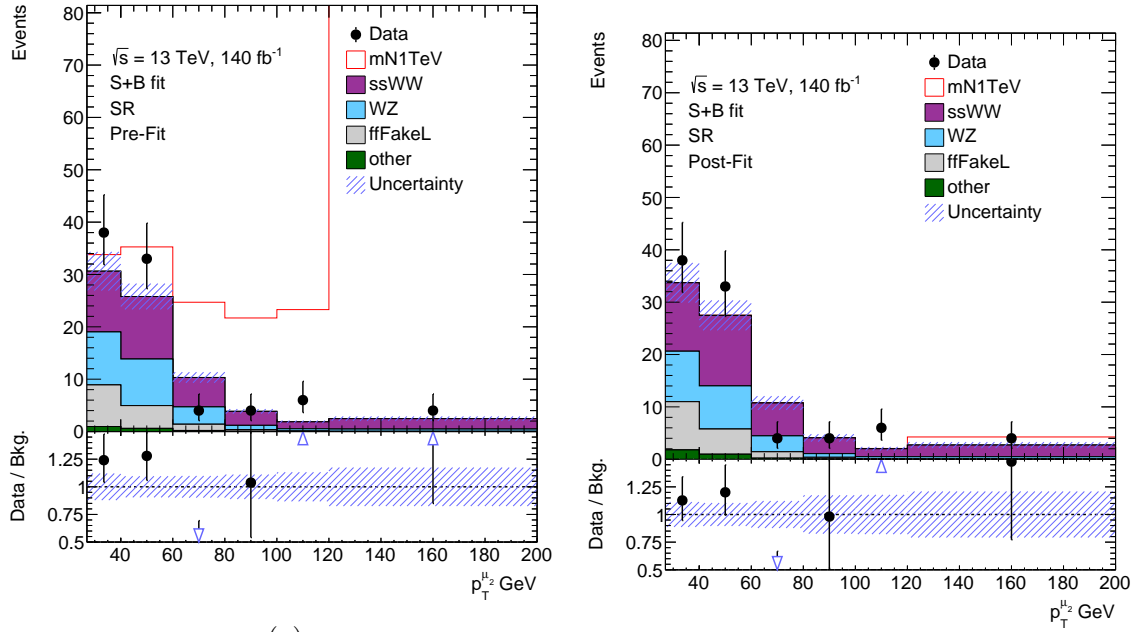 Events
80
70
60
50
40
30
20
10
0
√s = 13 TeV, 140 fb⁻¹
S+B fit
SR
Pre-Fit
Data
mN1TeV
ssWW
WZ
ffFakeL
other
Uncertainty
Data / Bkg.
1.25
1
0.75
0.5
40 60 80 100 120 140 160 180 200
p_T^{μ₂} GeV
Events
80
70
60
50
40
30
20
10
0
√s = 13 TeV, 140 fb⁻¹
S+B fit
SR
Post-Fit
Data
mN1TeV
ssWW
WZ
ffFakeL
other
Uncertainty
Data / Bkg.
1.25
1
0.75
0.5
40 60 80 100 120 140 160 180 200
p_T^{μ₂} GeV